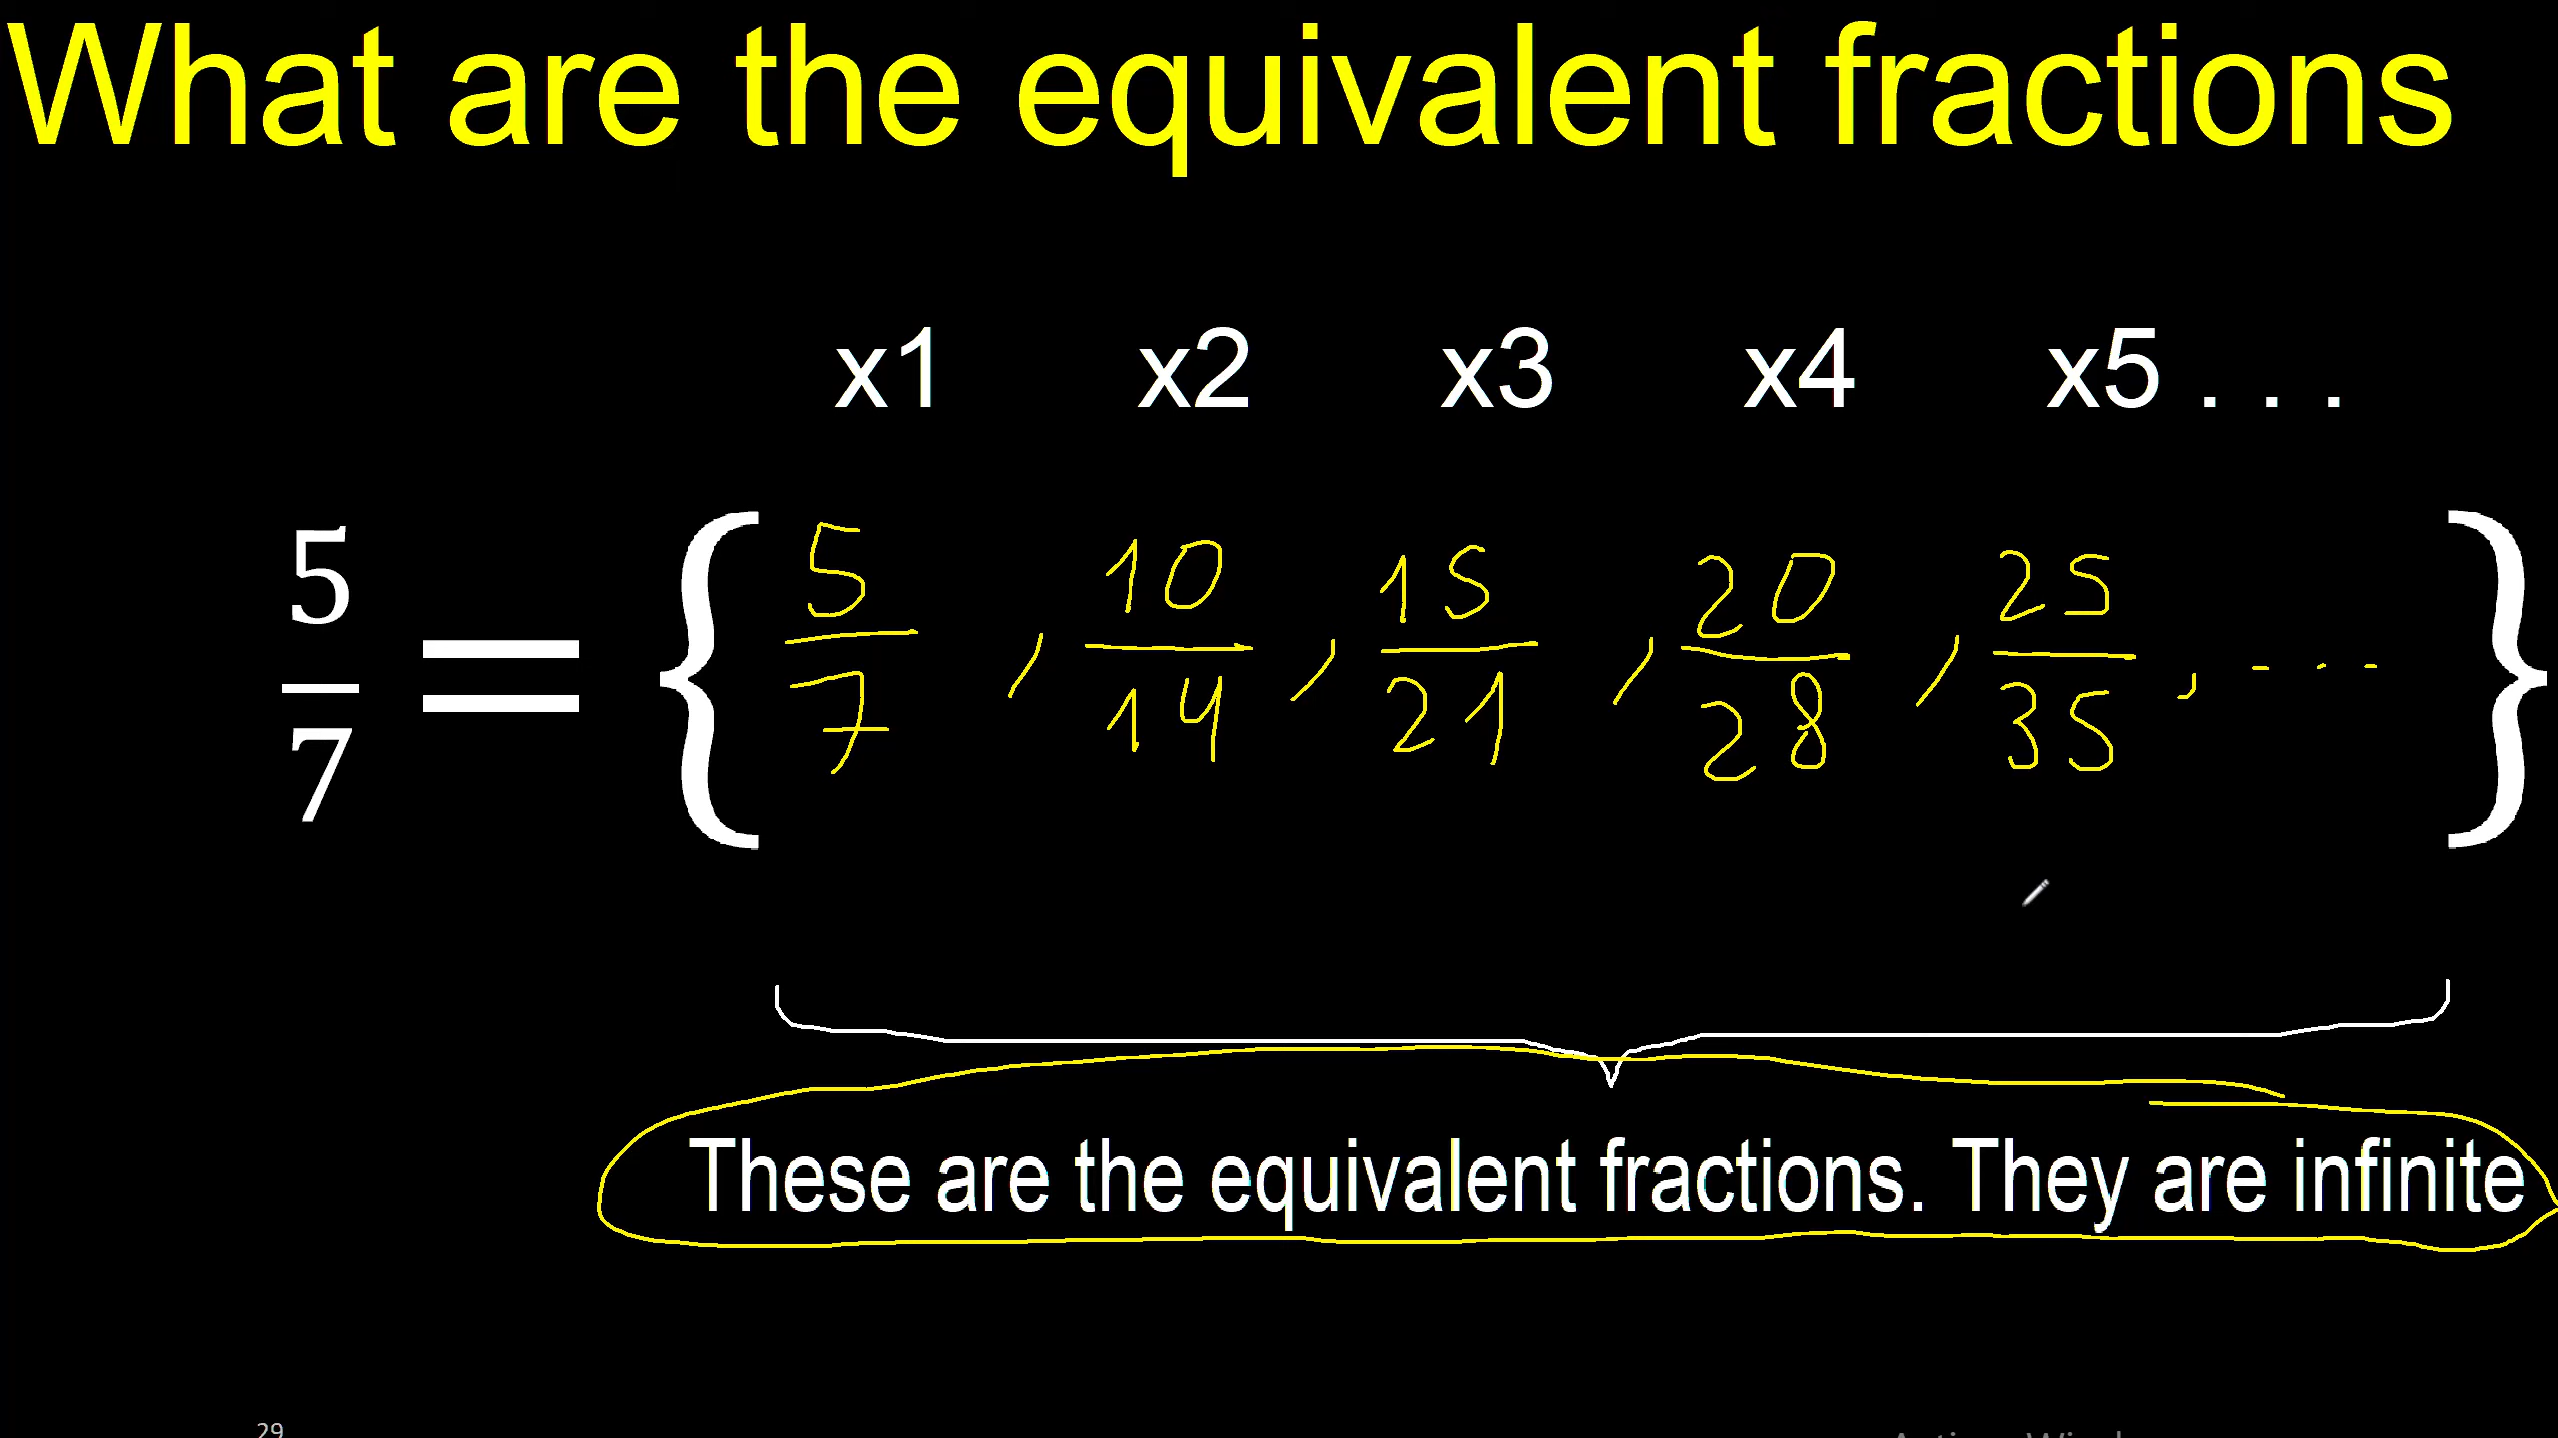 What are the equivalent fractions
x1 x2 x3 x4 x5 . . .
5/7 = { 5/7 , 10/14 , 15/21 , 20/28 , 25/35 , ... }
These are the equivalent fractions. They are infinite
29